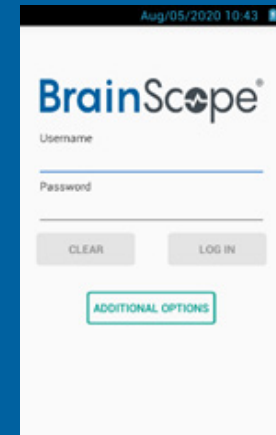 Aug/05/2020 10:43
BrainScope®
Username
Password
CLEAR LOG IN
ADDITIONAL OPTIONS